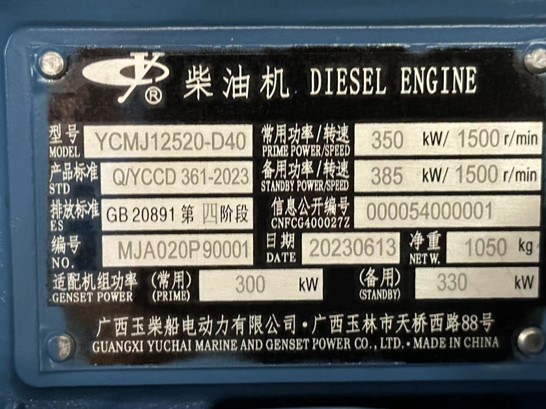 ® 柴油机 DIESEL ENGINE
型号 YCMJ12520-D40 常用功率/转速 350 kW/ 1500 r/min
MODEL PRIME POWER/SPEED
产品标准 Q/YCCD 361-2023 备用功率/转速 385 kW/ 1500 r/min
STD STANDBY POWER/SPEED
排放标准 GB 20891 第四阶段 信息公开编号 000054000001
ES CNFCG400027Z
编号 MJA020P90001 日期 20230613 净重 1050 kg
NO. DATE NET W.
适配机组功率 (常用) 300 kW (备用) 330 kW
GENSET POWER (PRIME) (STANDBY)
广西玉柴船电动力有限公司·广西玉林市天桥西路88号
GUANGXI YUCHAI MARINE AND GENSET POWER CO., LTD. · MADE IN CHINA